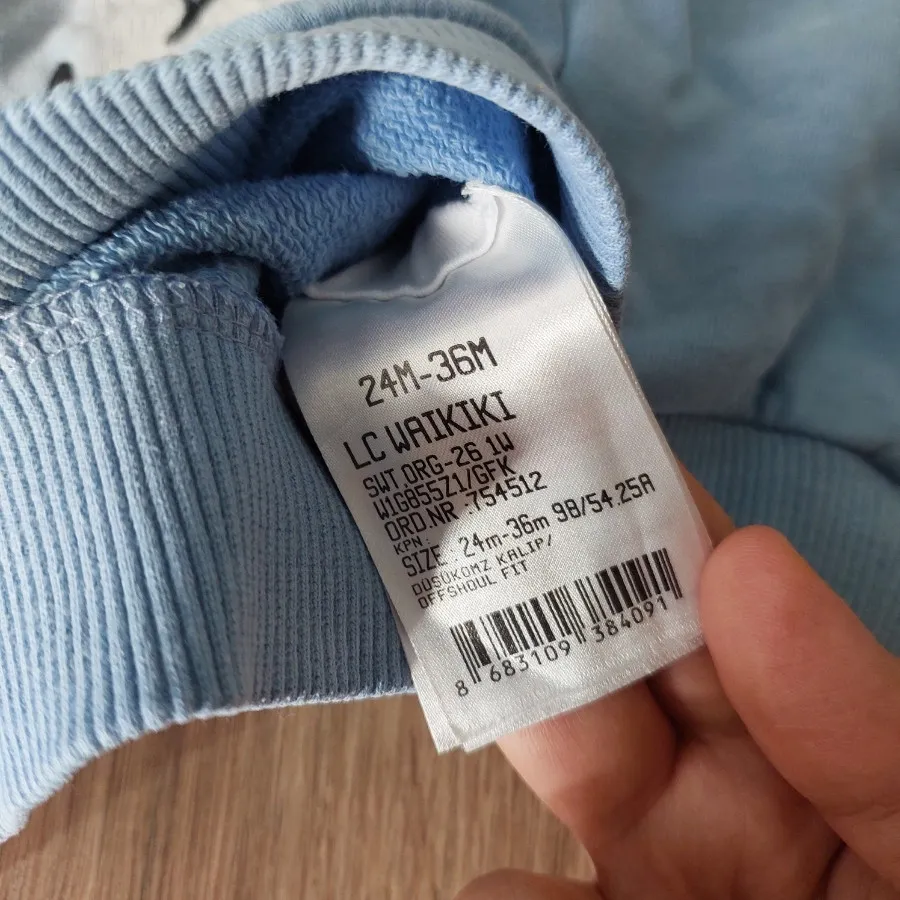 24M-36M
LC WAIKIKI
SWT ORG-26 1W
W1G855Z1/GFK
ORD.NR :754512
KPN :
SIZE : 24m-36m 98/54.25A
DÜŞÜKOMZ KALIP/
OFFSHOUL FIT
8 683109 384091